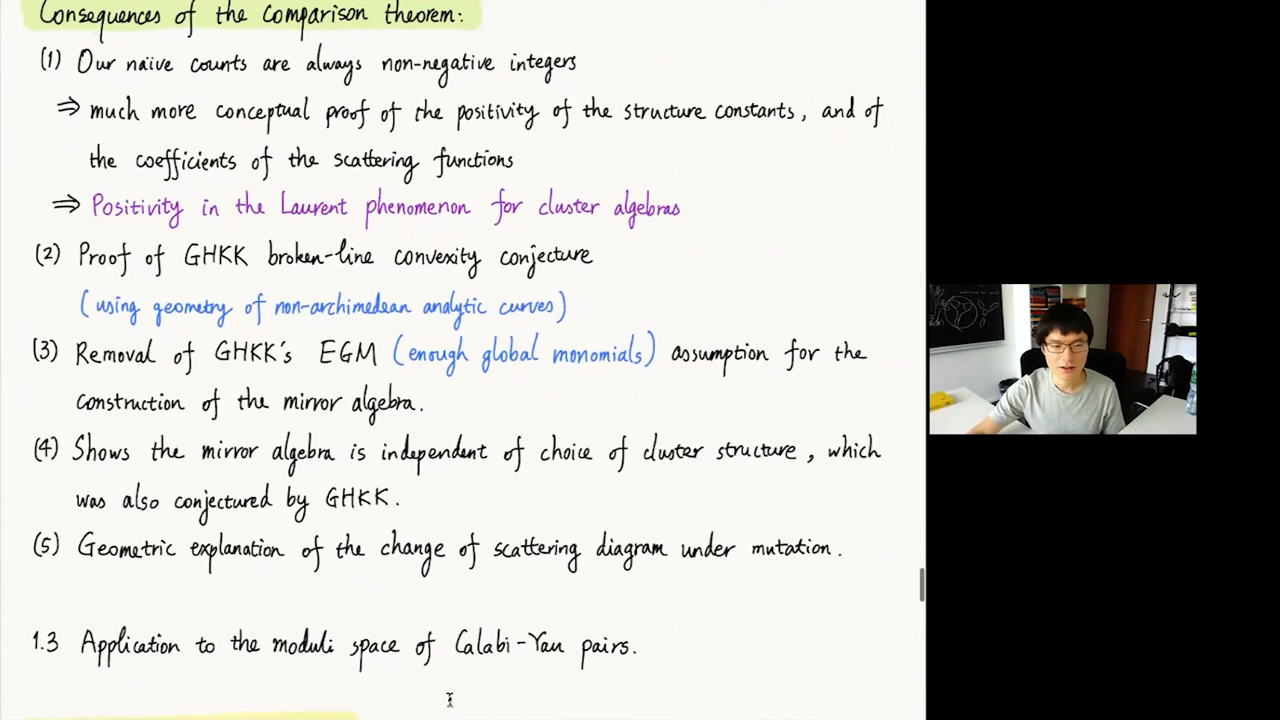 Consequences of the Comparison theorem:
(1) Our naïve counts are always non-negative integers
⇒ much more conceptual proof of the positivity of the structure constants, and of
the coefficients of the scattering functions
⇒ Positivity in the Laurent phenomenon for cluster algebras
(2) Proof of GHKK broken-line convexity conjecture
(using geometry of non-archimedean analytic curves)
(3) Removal of GHKK's EGM (enough global monomials) assumption for the
construction of the mirror algebra.
(4) Shows the mirror algebra is independent of choice of cluster structure, which
was also conjectured by GHKK.
(5) Geometric explanation of the change of scattering diagram under mutation.
1.3 Application to the moduli space of Calabi-Yau pairs.